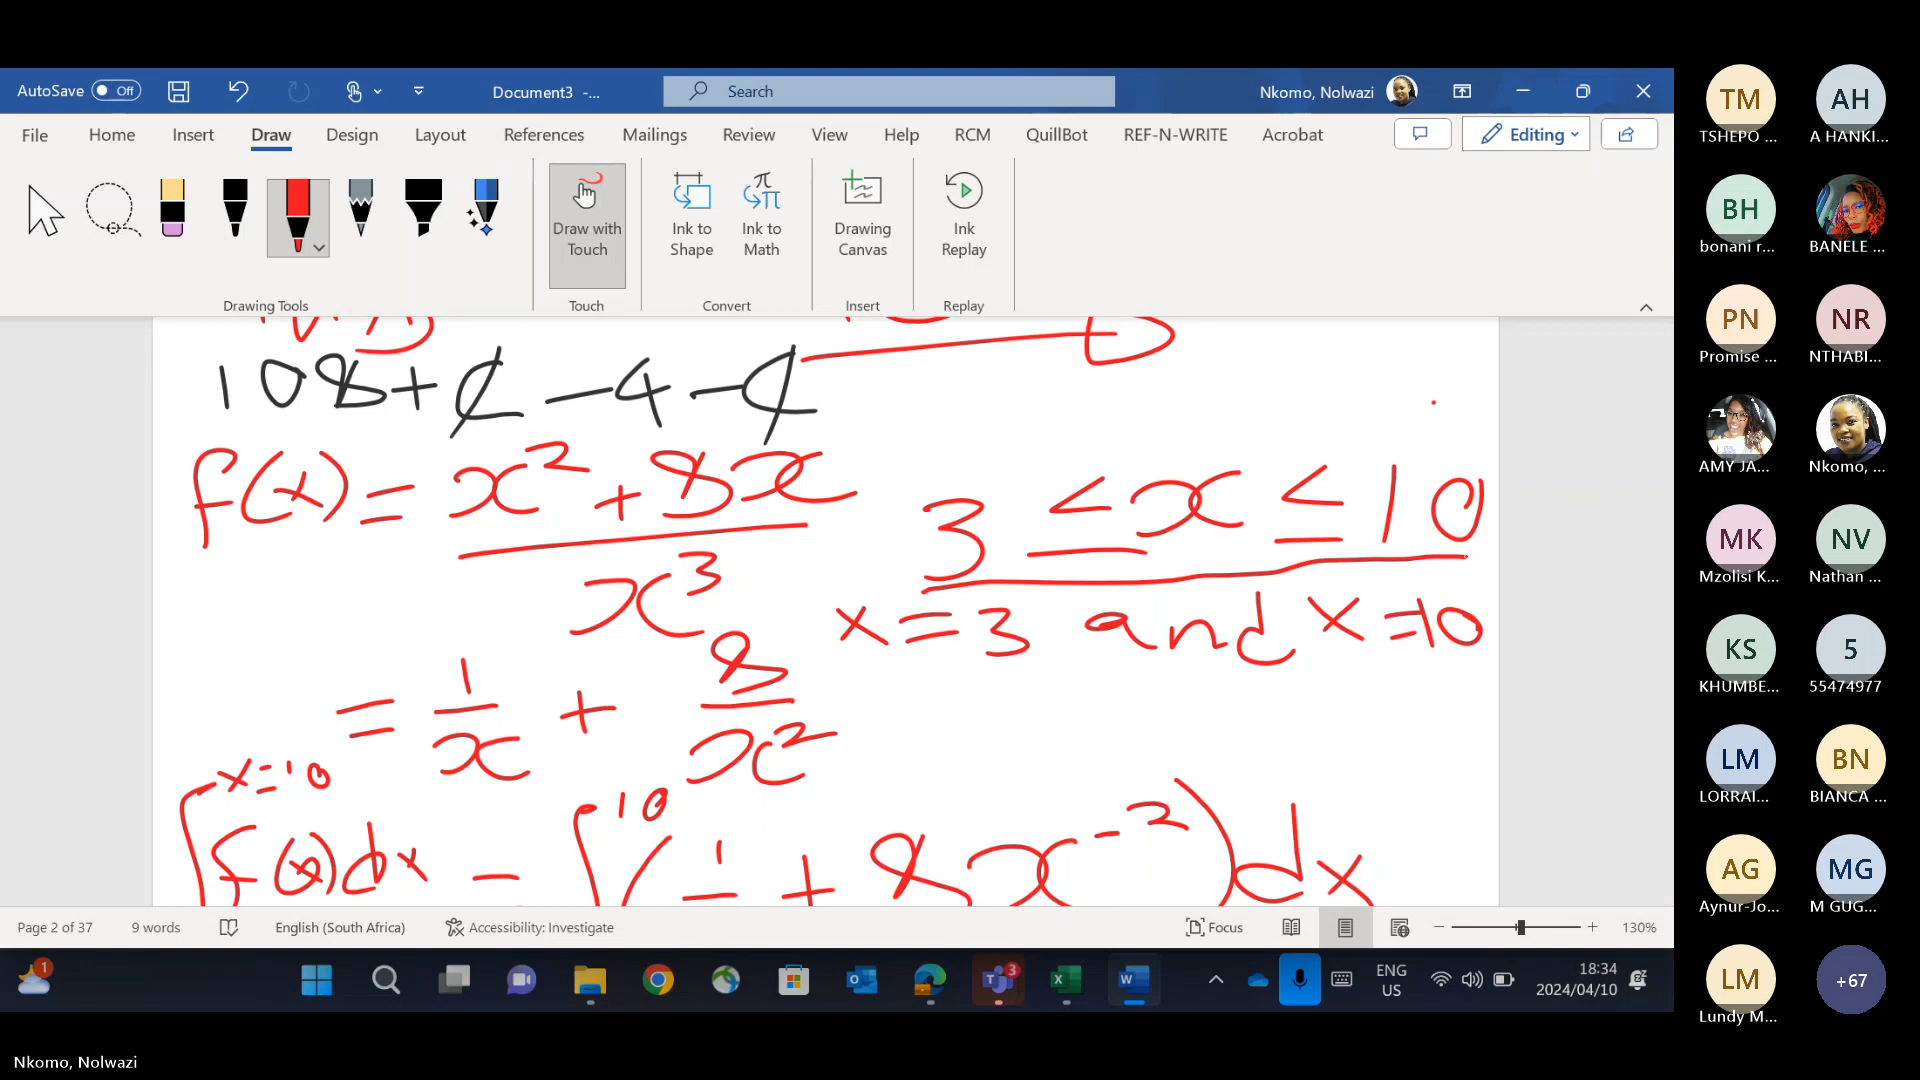 AutoSave Off Document3 -... Search Nkomo, Nolwazi
File Home Insert Draw Design Layout References Mailings Review View Help RCM QuillBot REF-N-WRITE Acrobat Editing
Draw with Touch
Ink to Shape
Ink to Math
Drawing Canvas
Ink Replay
Drawing Tools Touch Convert Insert Replay
108 + 4 - 4 - 4
f(x) = x² + 8x / x³
3 ≤ x ≤ 10
x = 3 and x = 10
= 1/x + 8/x²
x=10
∫ f(x)dx = ∫ 10 (1 + 8x⁻²)dx
Page 2 of 37 9 words English (South Africa) Accessibility: Investigate Focus 130%
1 3 ENG US 18:34 2024/04/10
TM AH
TSHEPO ... A HANKI...
BH
bonani r... BANELE ...
PN NR
Promise ... NTHABI...
AMY JA... Nkomo, ...
MK NV
Mzolisi K... Nathan ...
KS 5
KHUMBE... 55474977
LM BN
LORRAI... BIANCA ...
AG MG
Aynur-Jo... M GUG...
LM +67
Lundy M...
Nkomo, Nolwazi